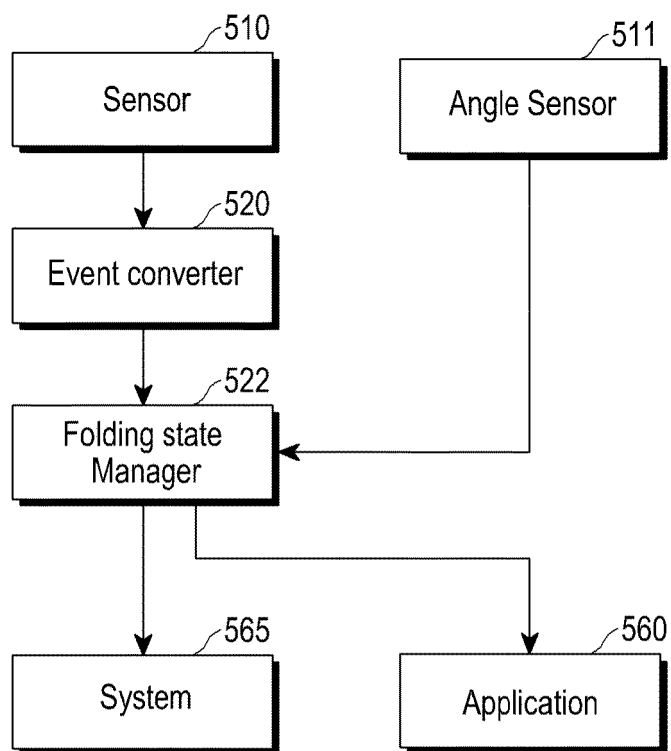 510
Sensor
511
Angle Sensor
520
Event converter
522
Folding state
Manager
565
System
560
Application